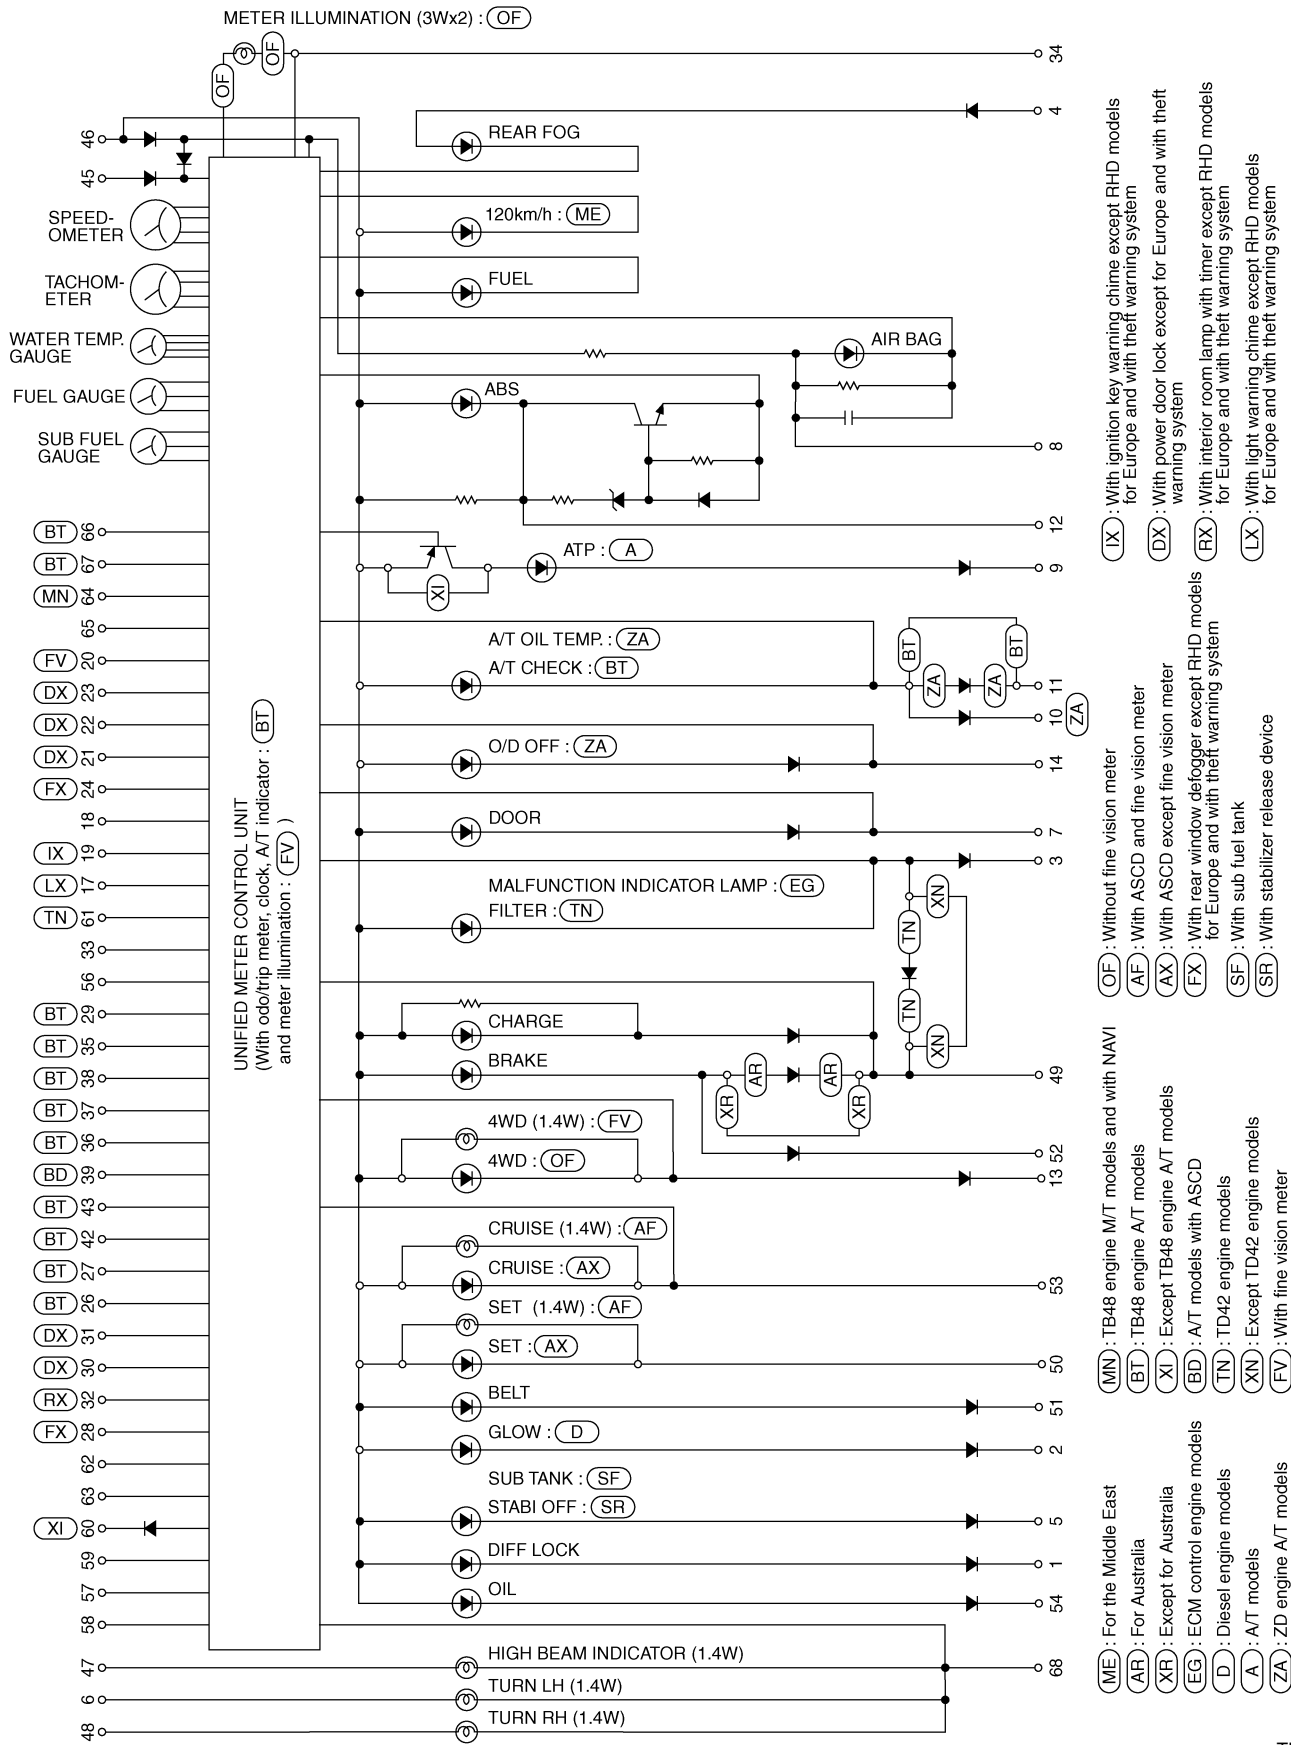 METER ILLUMINATION (3Wx2) : OF
OF
OF
34
4
46
REAR FOG
45
SPEED-
OMETER
120km/h : ME
TACHOM-
ETER
FUEL
WATER TEMP.
GAUGE
AIR BAG
FUEL GAUGE
ABS
SUB FUEL
GAUGE
8
12
BT 66
ATP : A
BT 67
9
XI
MN 64
65
A/T OIL TEMP. : ZA
A/T CHECK : BT
BT
BT
ZA
ZA
11
10 ZA
FV 20
DX 23
DX 22
O/D OFF : ZA
14
DX 21
FX 24
DOOR
7
18
IX 19
3
LX 17
MALFUNCTION INDICATOR LAMP : EG
FILTER : TN
XN
TN
TN
XN
TN 61
33
56
UNIFIED METER CONTROL UNIT
(With odo/trip meter, clock, A/T indicator : BT
and meter illumination : FV )
BT 29
CHARGE
BT 35
BRAKE
BT 38
AR
AR
49
XR
XR
BT 37
4WD (1.4W) : FV
BT 36
52
4WD : OF
BD 39
13
BT 43
CRUISE (1.4W) : AF
BT 42
CRUISE : AX
BT 27
53
BT 26
SET (1.4W) : AF
DX 31
SET : AX
DX 30
50
RX 32
BELT
51
FX 28
GLOW : D
2
62
SUB TANK : SF
63
STABI OFF : SR
5
XI 60
DIFF LOCK
59
1
57
OIL
54
58
47
HIGH BEAM INDICATOR (1.4W)
68
6
TURN LH (1.4W)
48
TURN RH (1.4W)
IX : With ignition key warning chime except RHD models
for Europe and with theft warning system
DX : With power door lock except for Europe and with theft
warning system
RX : With interior room lamp with timer except RHD models
for Europe and with theft warning system
LX : With light warning chime except RHD models
for Europe and with theft warning system
OF : Without fine vision meter
AF : With ASCD and fine vision meter
AX : With ASCD except fine vision meter
FX : With rear window defogger except RHD models
for Europe and with theft warning system
SF : With sub fuel tank
SR : With stabilizer release device
MN : TB48 engine M/T models and with NAVI
BT : TB48 engine A/T models
XI : Except TB48 engine A/T models
BD : A/T models with ASCD
TN : TD42 engine models
XN : Except TD42 engine models
FV : With fine vision meter
ME : For the Middle East
AR : For Australia
XR : Except for Australia
EG : ECM control engine models
D : Diesel engine models
A : A/T models
ZA : ZD engine A/T models